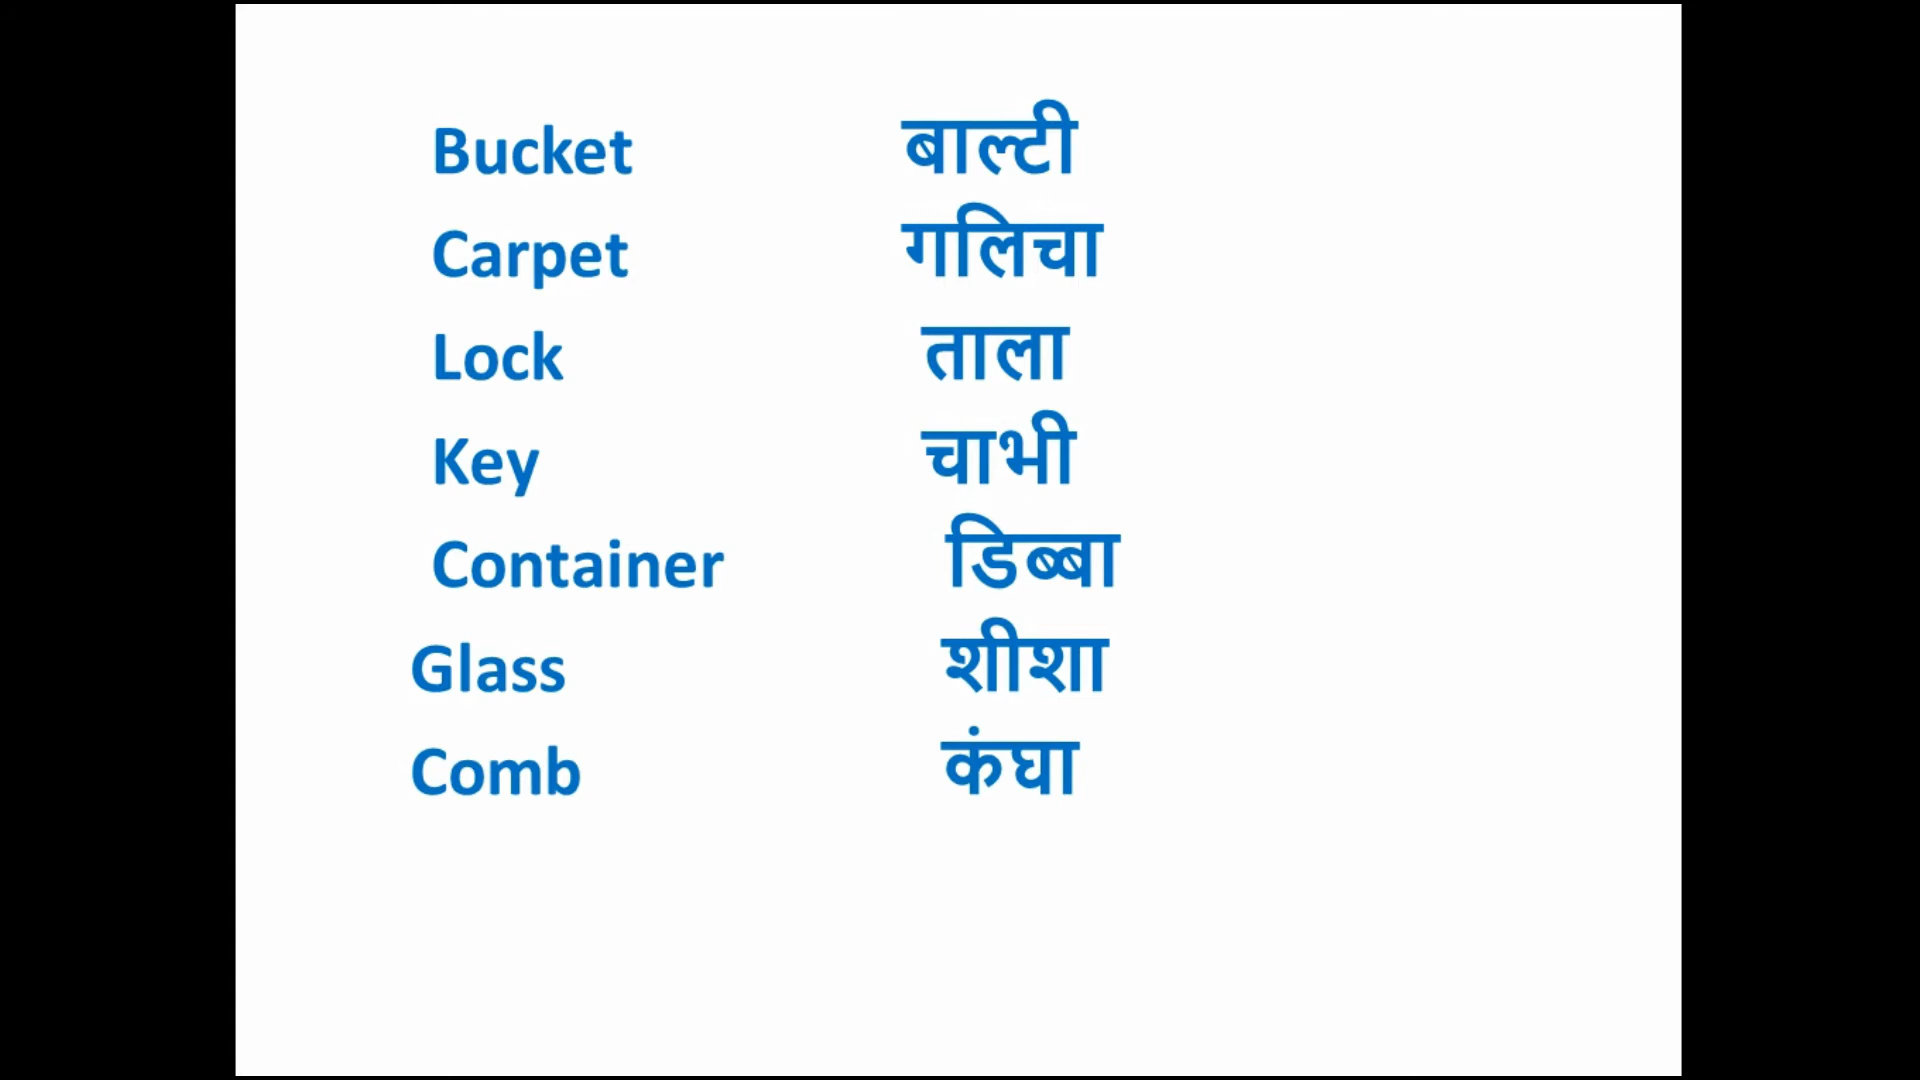 Bucket बाल्टी
Carpet गलिचा
Lock ताला
Key चाभी
Container डिब्बा
Glass शीशा
Comb कंघा